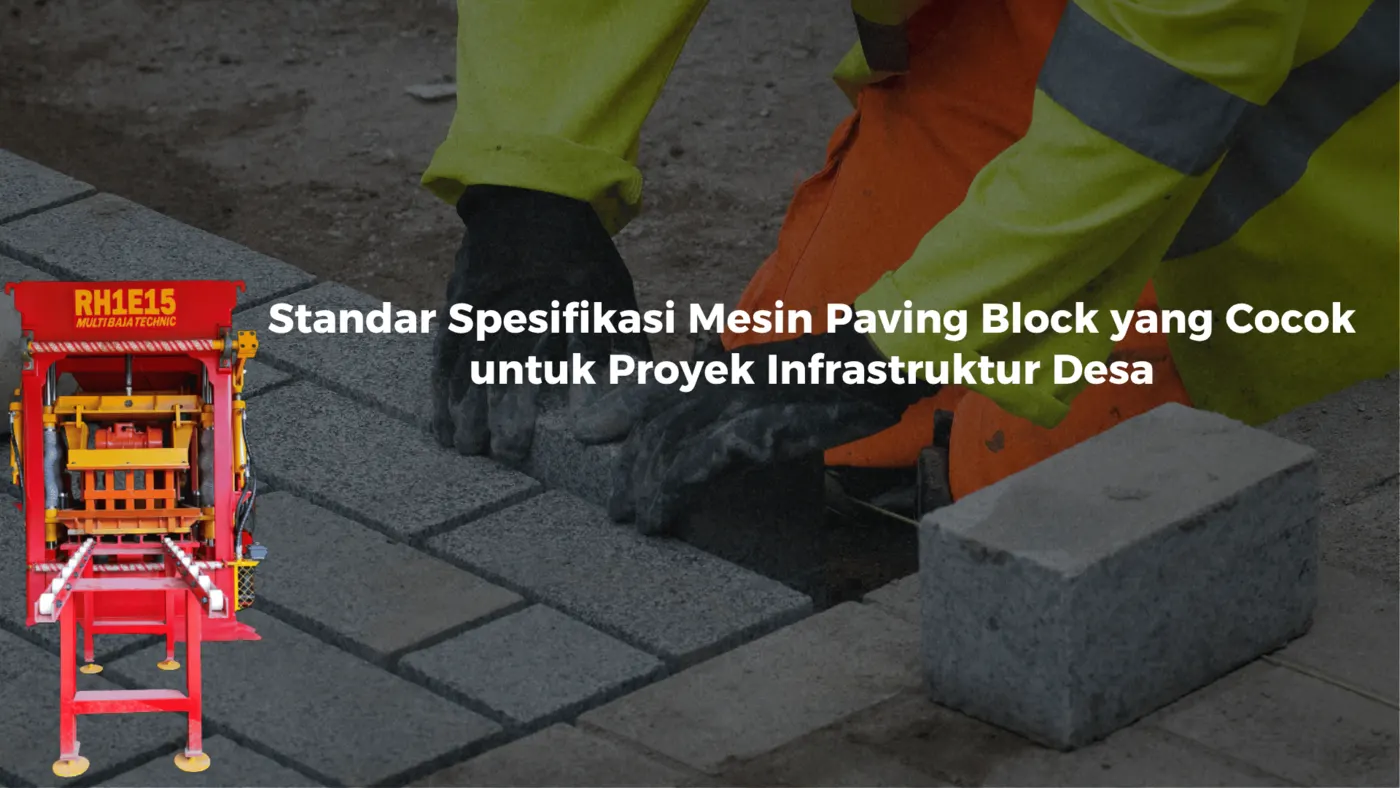 RH1E15
MULTI BAJA TECHNIC
Standar Spesifikasi Mesin Paving Block yang Cocok
untuk Proyek Infrastruktur Desa